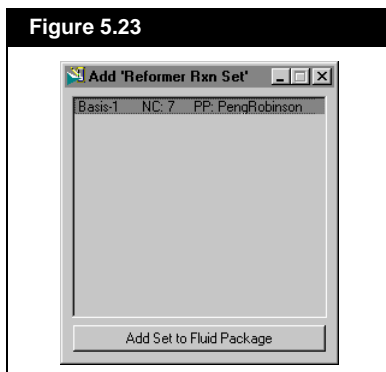 Figure 5.23
Add 'Reformer Rxn Set'
Basis-1 NC: 7 PP: PengRobinson
Add Set to Fluid Package